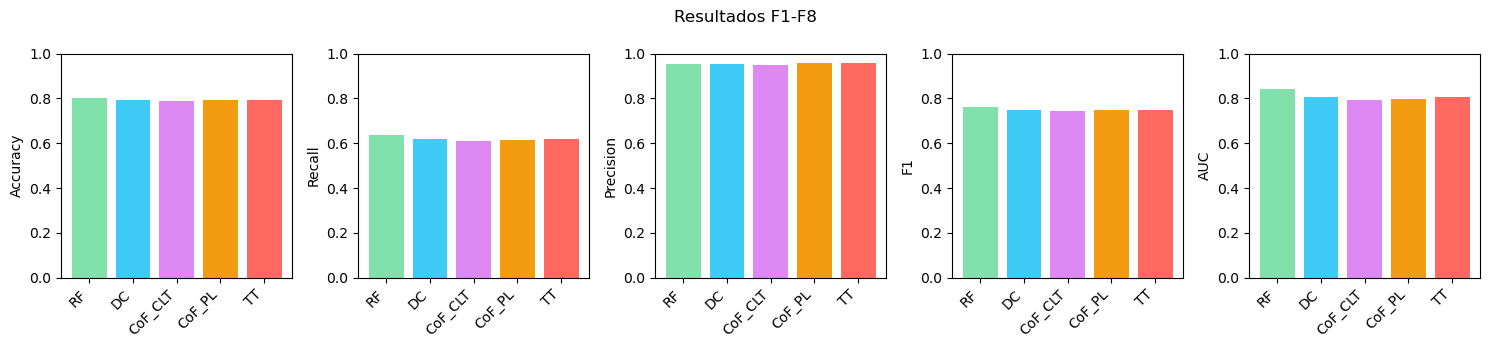 Resultados F1-F8
Accuracy
1.0
0.8
0.6
0.4
0.2
0.0
RF
DC
CoF_CLT
CoF_PL
TT
Recall
1.0
0.8
0.6
0.4
0.2
0.0
RF
DC
CoF_CLT
CoF_PL
TT
Precision
1.0
0.8
0.6
0.4
0.2
0.0
RF
DC
CoF_CLT
CoF_PL
TT
F1
1.0
0.8
0.6
0.4
0.2
0.0
RF
DC
CoF_CLT
CoF_PL
TT
AUC
1.0
0.8
0.6
0.4
0.2
0.0
RF
DC
CoF_CLT
CoF_PL
TT